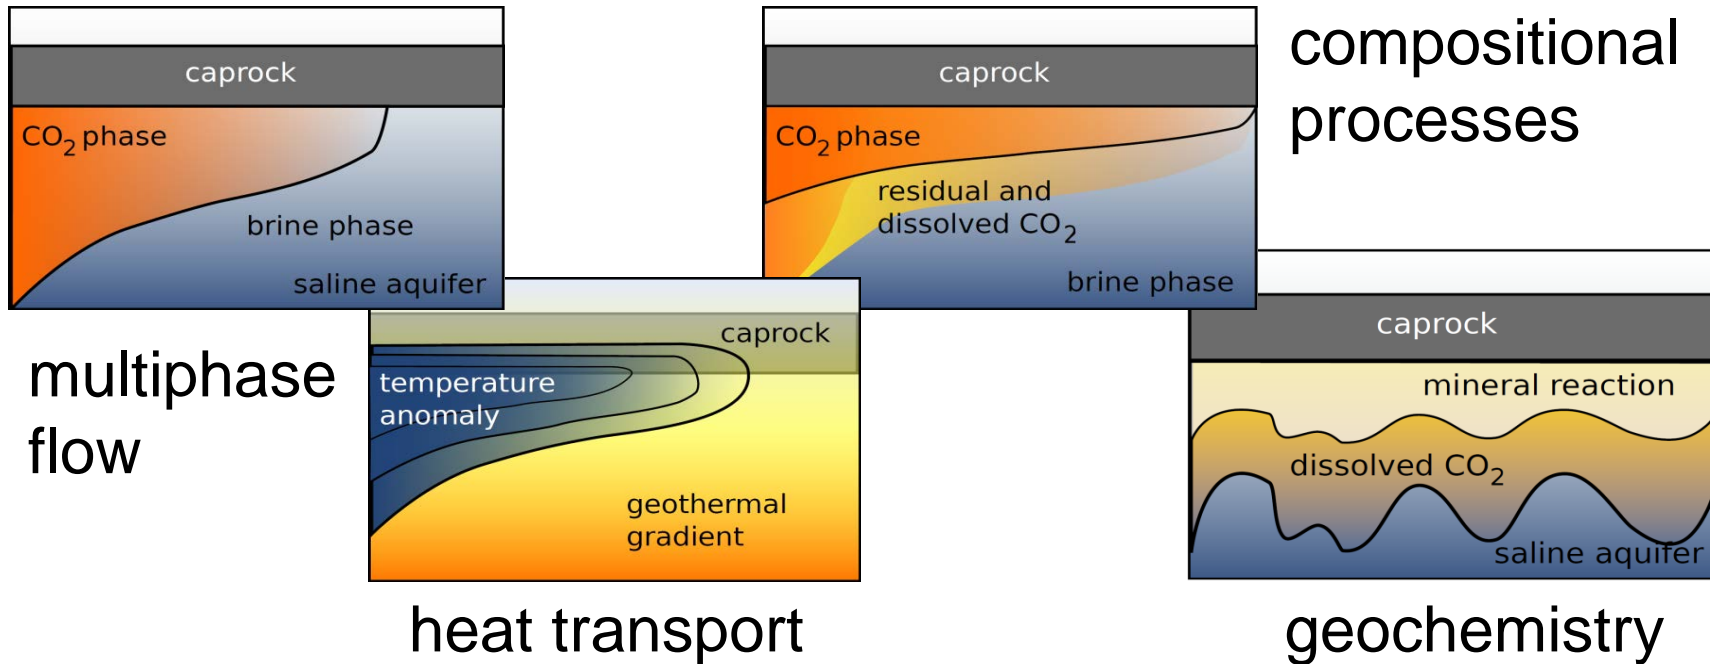 caprock
CO₂ phase
brine phase
saline aquifer
multiphase
flow
caprock
temperature
anomaly
geothermal
gradient
heat transport
caprock
CO₂ phase
residual and
dissolved CO₂
brine phase
compositional
processes
caprock
mineral reaction
dissolved CO₂
saline aquifer
geochemistry